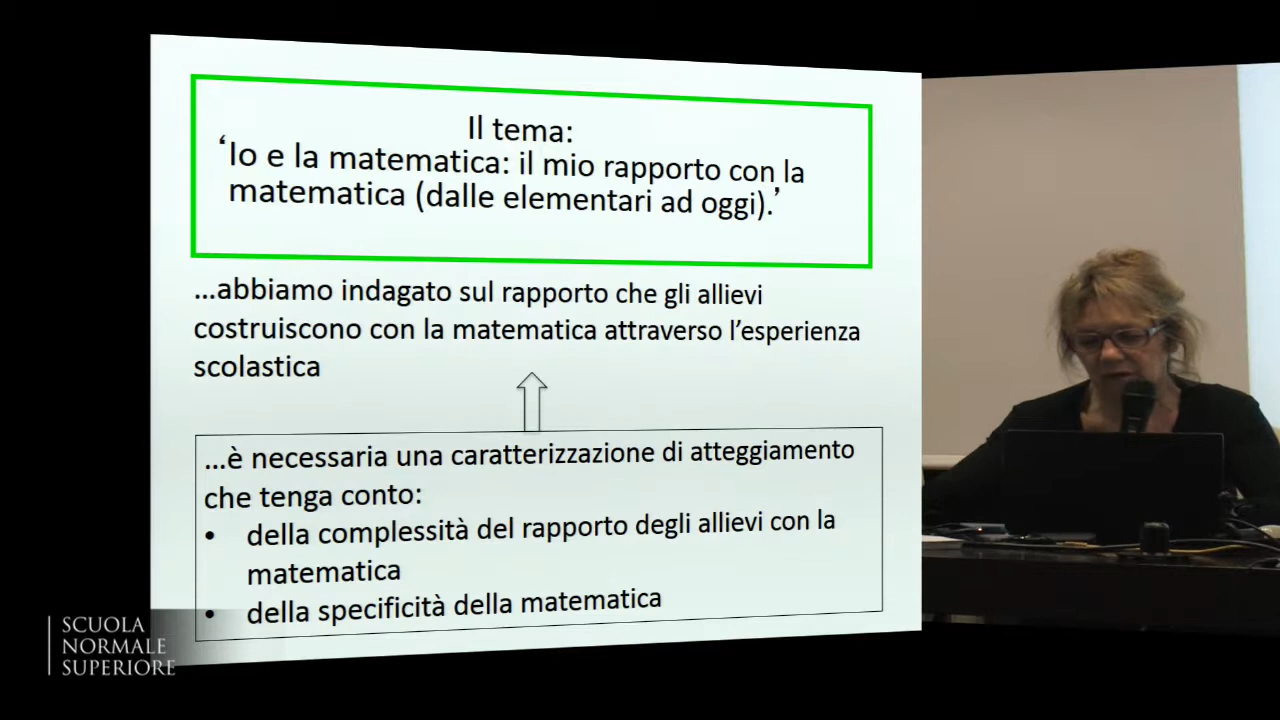 Il tema:
‘Io e la matematica: il mio rapporto con la
matematica (dalle elementari ad oggi).’
...abbiamo indagato sul rapporto che gli allievi
costruiscono con la matematica attraverso l’esperienza
scolastica
...è necessaria una caratterizzazione di atteggiamento
che tenga conto:
• della complessità del rapporto degli allievi con la
matematica
• della specificità della matematica
SCUOLA
NORMALE
SUPERIORE